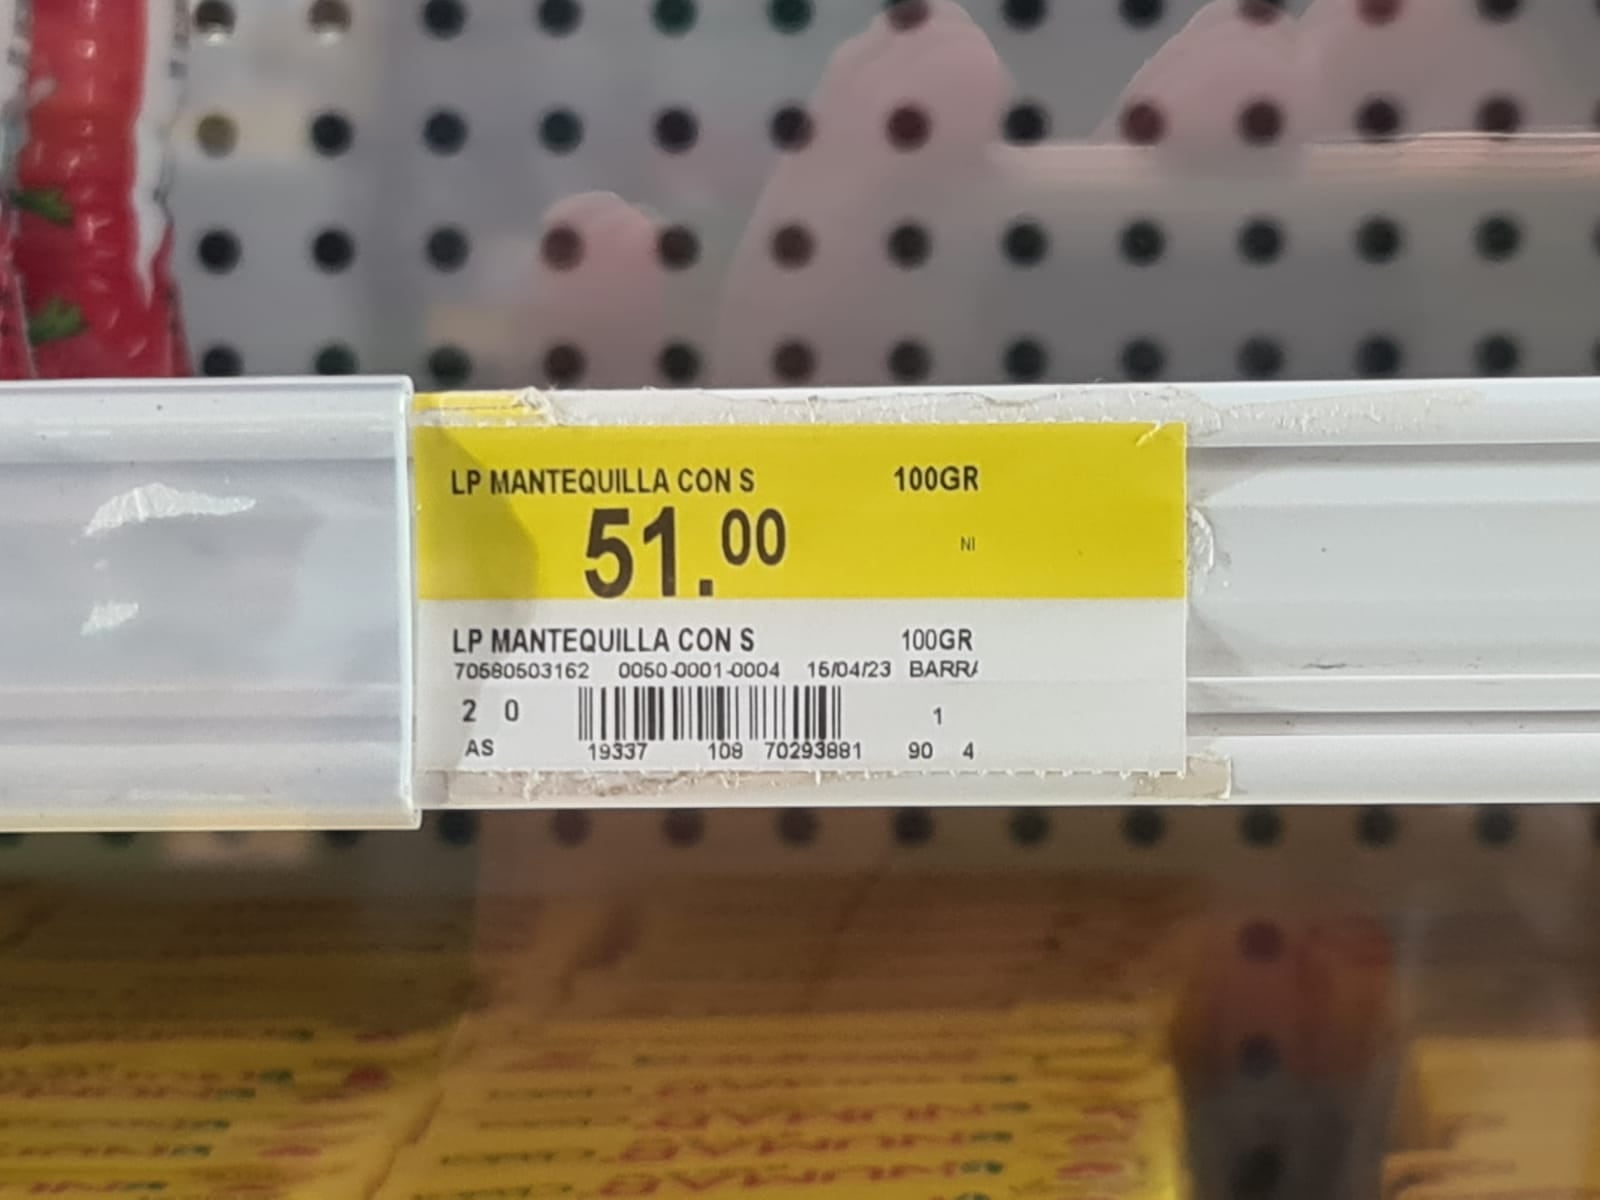 LP MANTEQUILLA CON S 100GR
51.00
NI
LP MANTEQUILLA CON S 100GR
70580503162 0050-0001-0004 15/04/23 BARRA
2 0 1
AS 19337 108 70293881 90 4